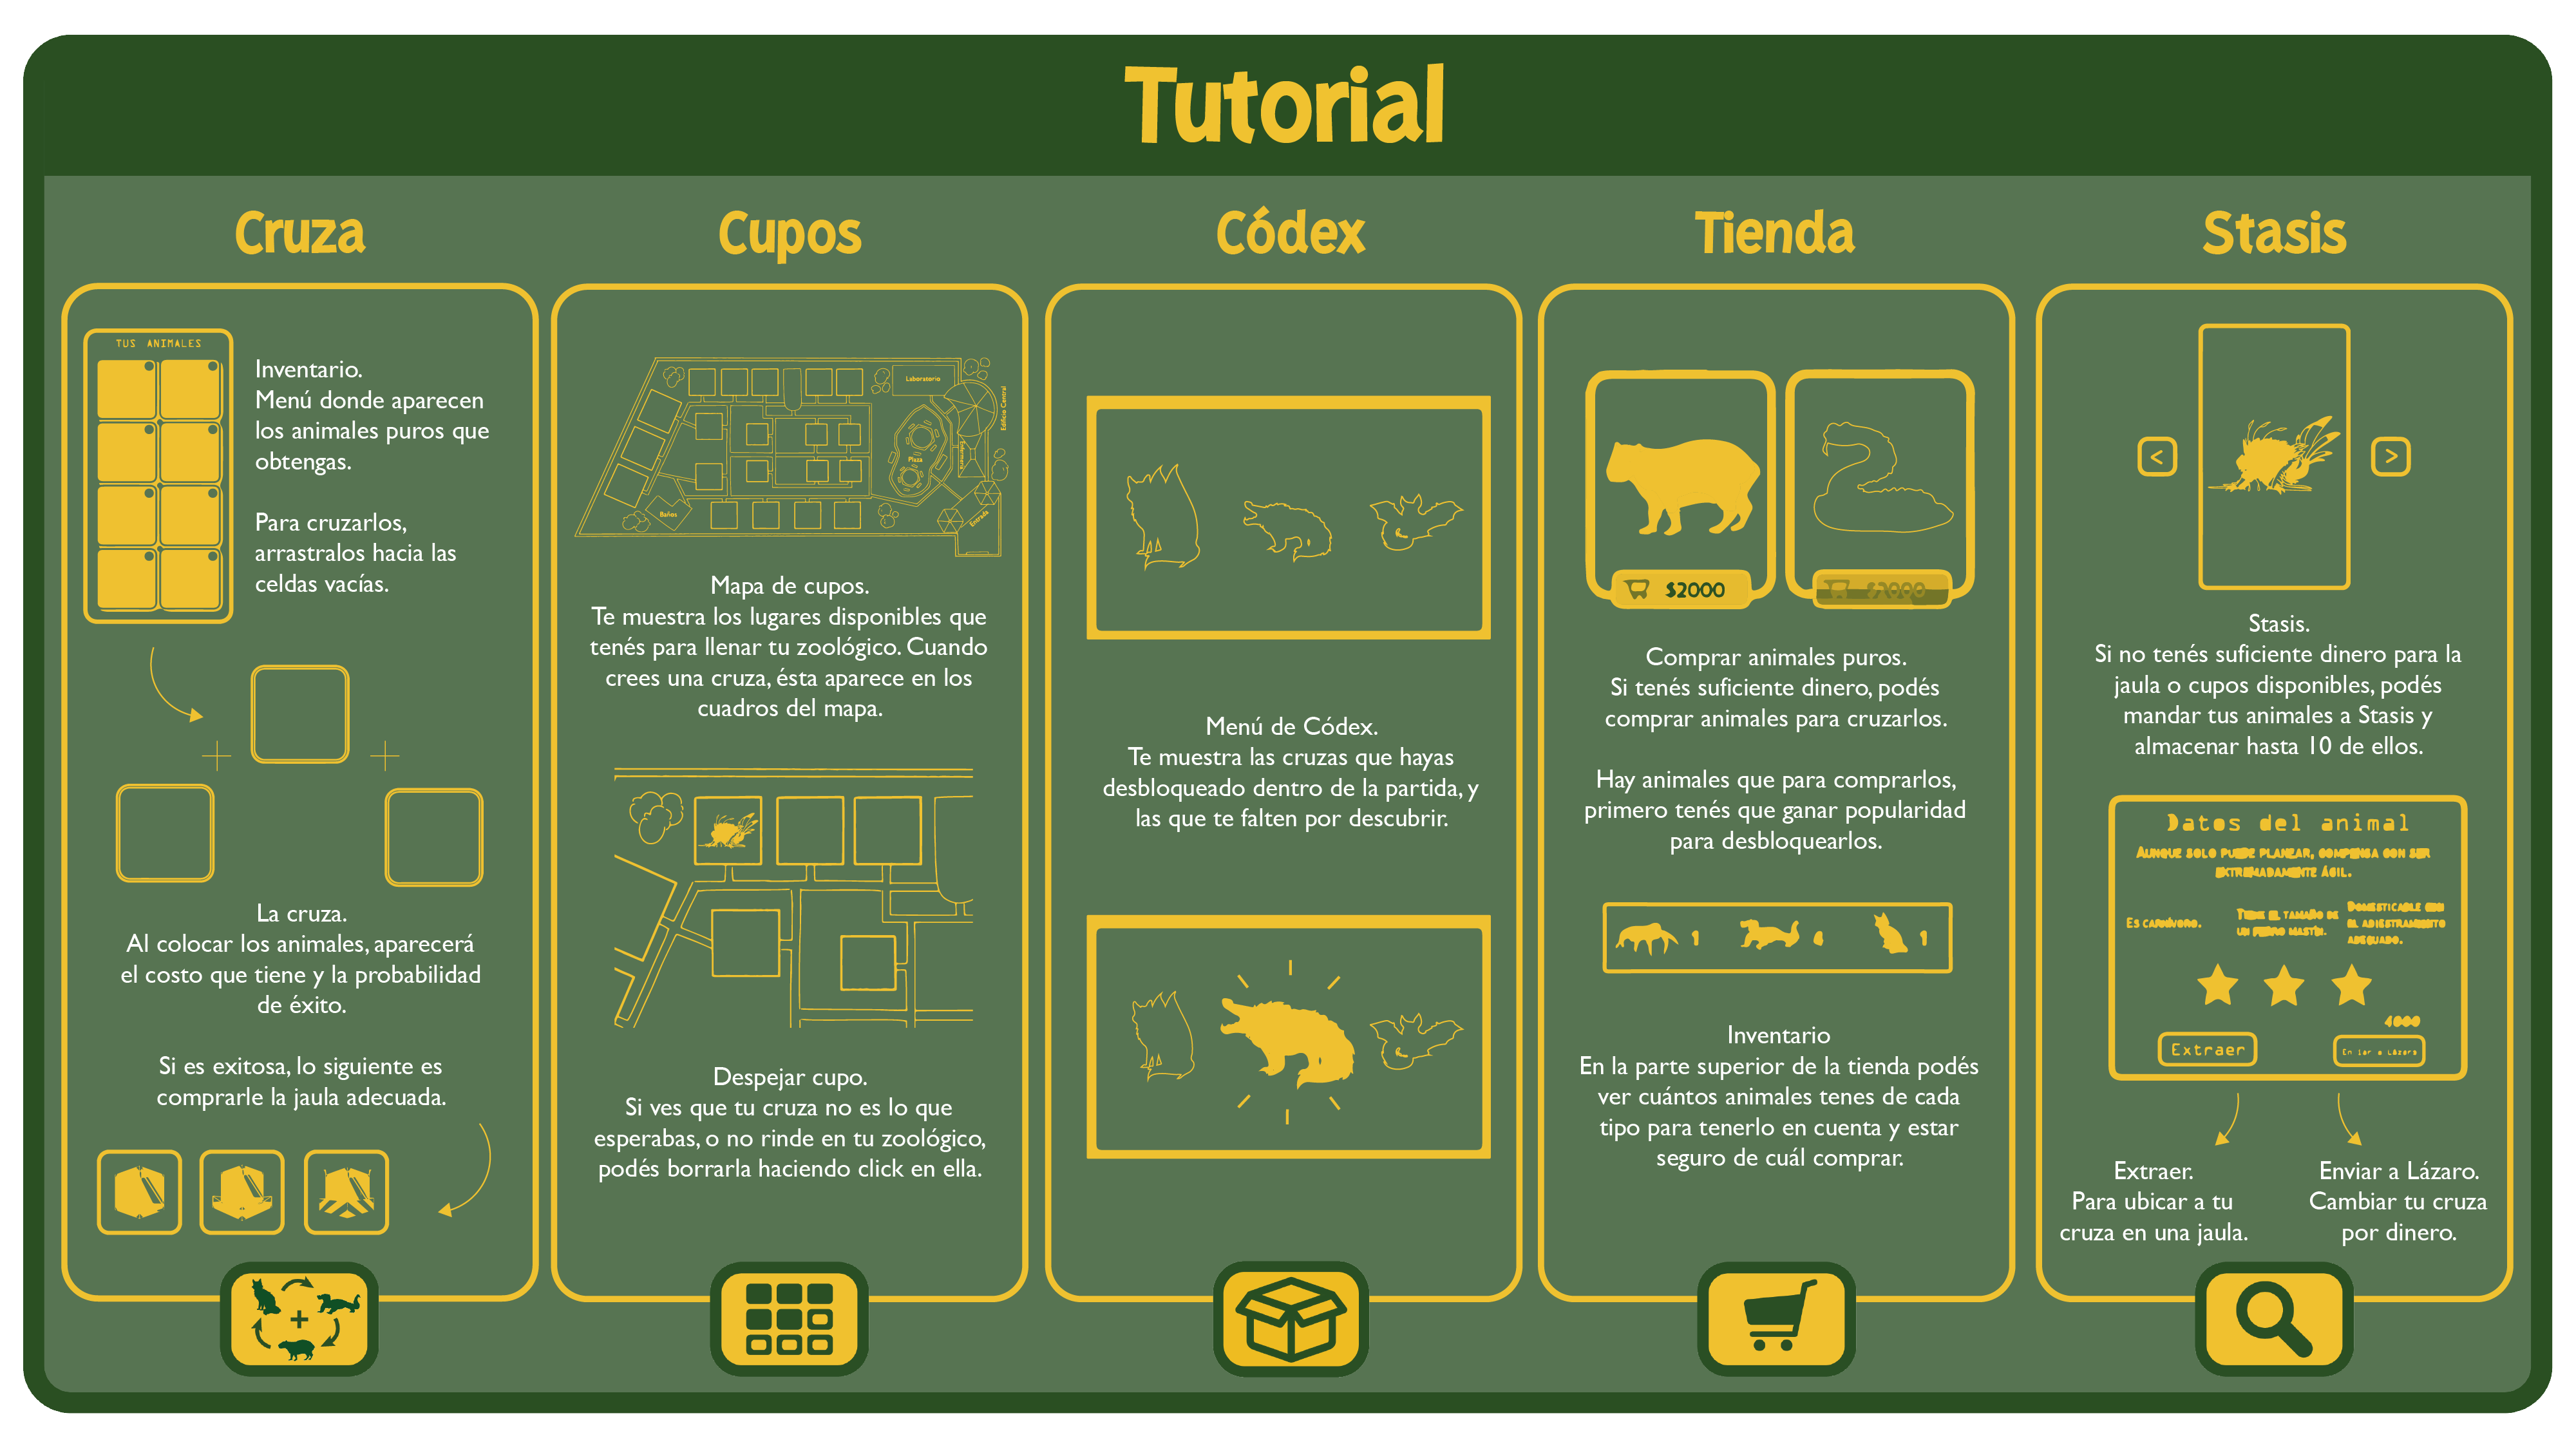 Tutorial
Cruza
TUS ANIMALES
Inventario.
Menú donde aparecen
los animales puros que
obtengas.
Para cruzarlos,
arrastralos hacia las
celdas vacías.
La cruza.
Al colocar los animales, aparecerá
el costo que tiene y la probabilidad
de éxito.
Si es exitosa, lo siguiente es
comprarle la jaula adecuada.
Cupos
Laboratorio
Edificio Central
Plaza
Baños
Entrada
Mapa de cupos.
Te muestra los lugares disponibles que
tenés para llenar tu zoológico. Cuando
crees una cruza, ésta aparece en los
cuadros del mapa.
Despejar cupo.
Si ves que tu cruza no es lo que
esperabas, o no rinde en tu zoológico,
podés borrarla haciendo click en ella.
Códex
Menú de Códex.
Te muestra las cruzas que hayas
desbloqueado dentro de la partida, y
las que te falten por descubrir.
Tienda
$2000
$2000
Comprar animales puros.
Si tenés suficiente dinero, podés
comprar animales para cruzarlos.
Hay animales que para comprarlos,
primero tenés que ganar popularidad
para desbloquearlos.
1
1
Inventario
En la parte superior de la tienda podés
ver cuántos animales tenes de cada
tipo para tenerlo en cuenta y estar
seguro de cuál comprar.
Stasis
<
>
Stasis.
Si no tenés suficiente dinero para la
jaula o cupos disponibles, podés
mandar tus animales a Stasis y
almacenar hasta 10 de ellos.
Datos del animal
AUNQUE SOLO PUEDE PLANEAR, COMPENSA CON SER
EXTREMADAMENTE ÁGIL.
ES CARNÍVORO.
TIENE EL TAMAÑO DE
UN PERRO MASTÍN.
DOMESTICABLE CON
EL ADIESTRAMIENTO
ADECUADO.
4000
Extraer
Extraer.
Para ubicar a tu
cruza en una jaula.
Enviar a Lázaro.
Cambiar tu cruza
por dinero.